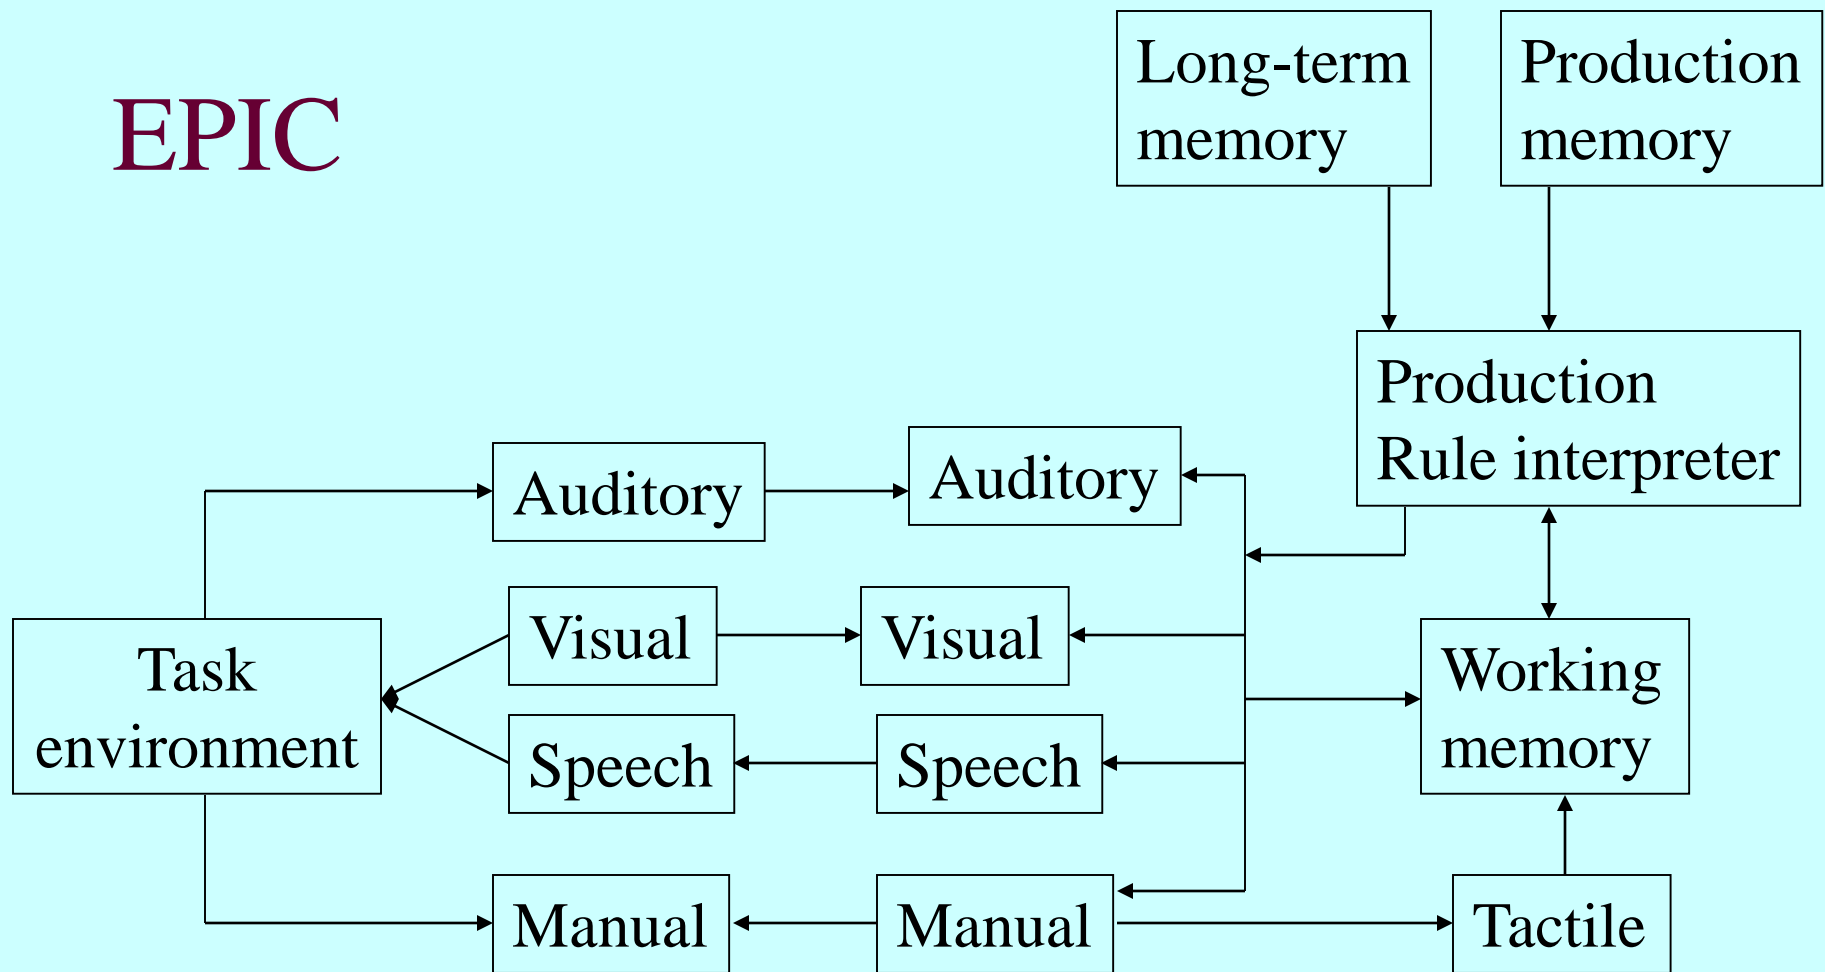 EPIC
Long-term
memory
Production
memory
Production
Rule interpreter
Auditory
Auditory
Visual
Visual
Task
environment
Speech
Speech
Working
memory
Manual
Manual
Tactile